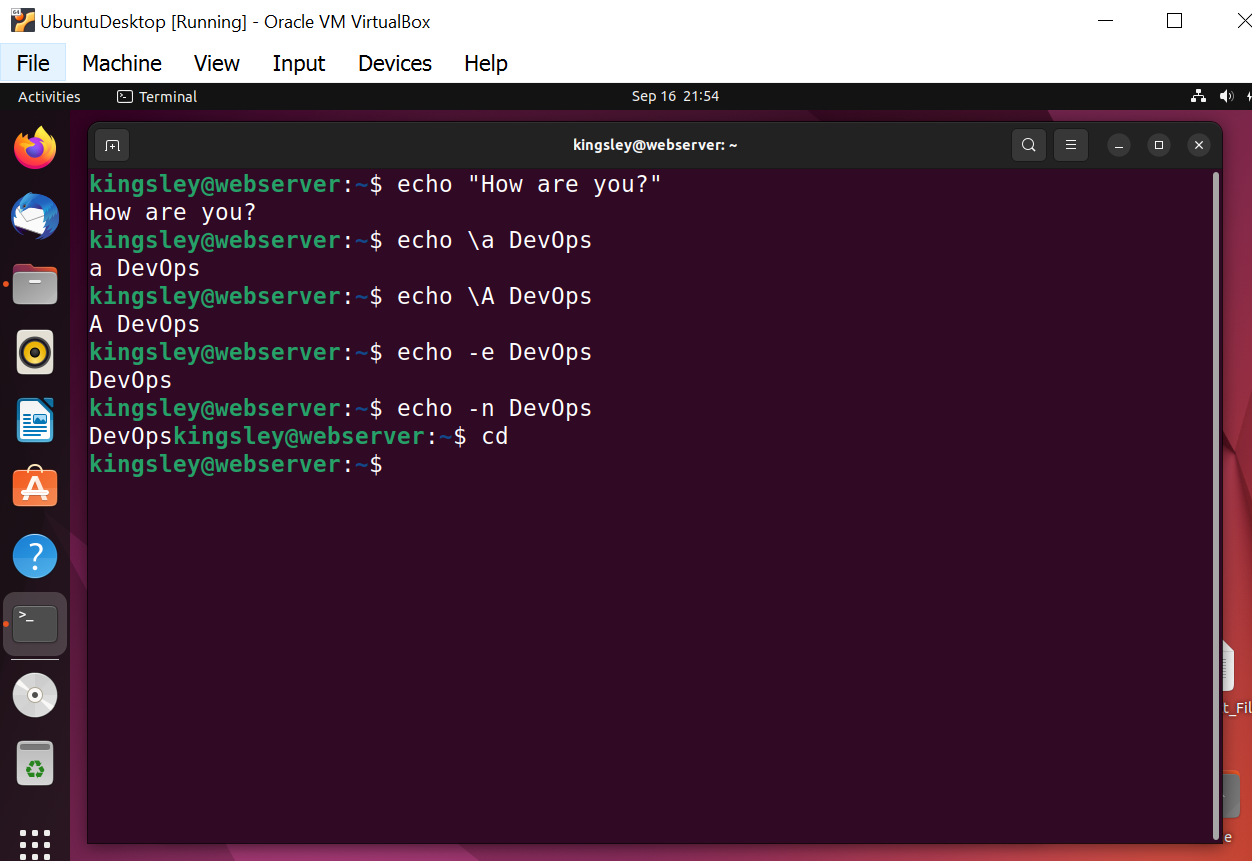 UbuntuDesktop [Running] - Oracle VM VirtualBox
File Machine View Input Devices Help
Activities Terminal Sep 16 21:54
kingsley@webserver: ~
kingsley@webserver:~$ echo "How are you?"
How are you?
kingsley@webserver:~$ echo \a DevOps
a DevOps
kingsley@webserver:~$ echo \A DevOps
A DevOps
kingsley@webserver:~$ echo -e DevOps
DevOps
kingsley@webserver:~$ echo -n DevOps
DevOpskingsley@webserver:~$ cd
kingsley@webserver:~$
>_
t_Fil
e